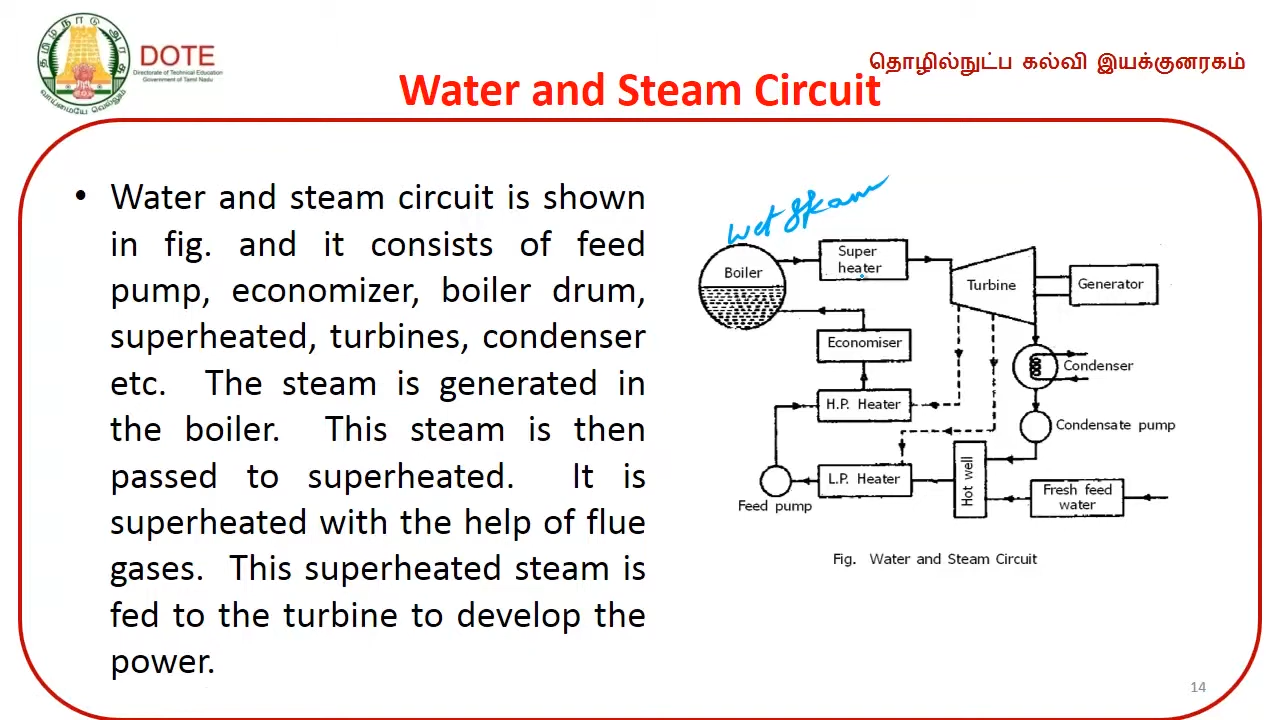 தமிழ்நாடு அரசு
வாய்மையே வெல்லும்
DOTE
Directorate of Technical Education
Government of Tamil Nadu
தொழில்நுட்ப கல்வி இயக்குனரகம்
Water and Steam Circuit
• Water and steam circuit is shown
in fig. and it consists of feed
pump, economizer, boiler drum,
superheated, turbines, condenser
etc. The steam is generated in
the boiler. This steam is then
passed to superheated. It is
superheated with the help of flue
gases. This superheated steam is
fed to the turbine to develop the
power.
wet steam
Boiler
Super
heater
Turbine
Generator
Economiser
Condenser
H.P. Heater
Condensate pump
L.P. Heater
Hot well
Feed pump
Fresh feed
water
Fig. Water and Steam Circuit
14